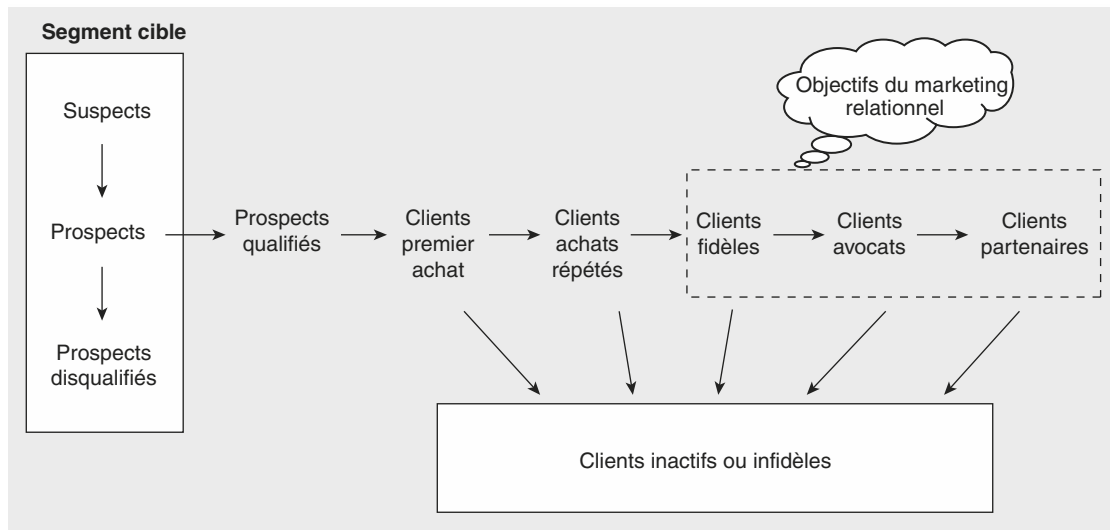 Segment cible
Objectifs du marketing
relationnel
Suspects
Prospects
Prospects
disqualifiés
Prospects
qualifiés
Clients
premier
achat
Clients
achats
répétés
Clients
fidèles
Clients
avocats
Clients
partenaires
Clients inactifs ou infidèles